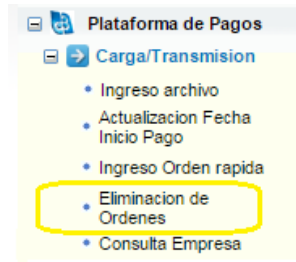 Plataforma de Pagos
Carga/Transmision
Ingreso archivo
Actualizacion Fecha
Inicio Pago
Ingreso Orden rapida
Eliminacion de
Ordenes
Consulta Empresa